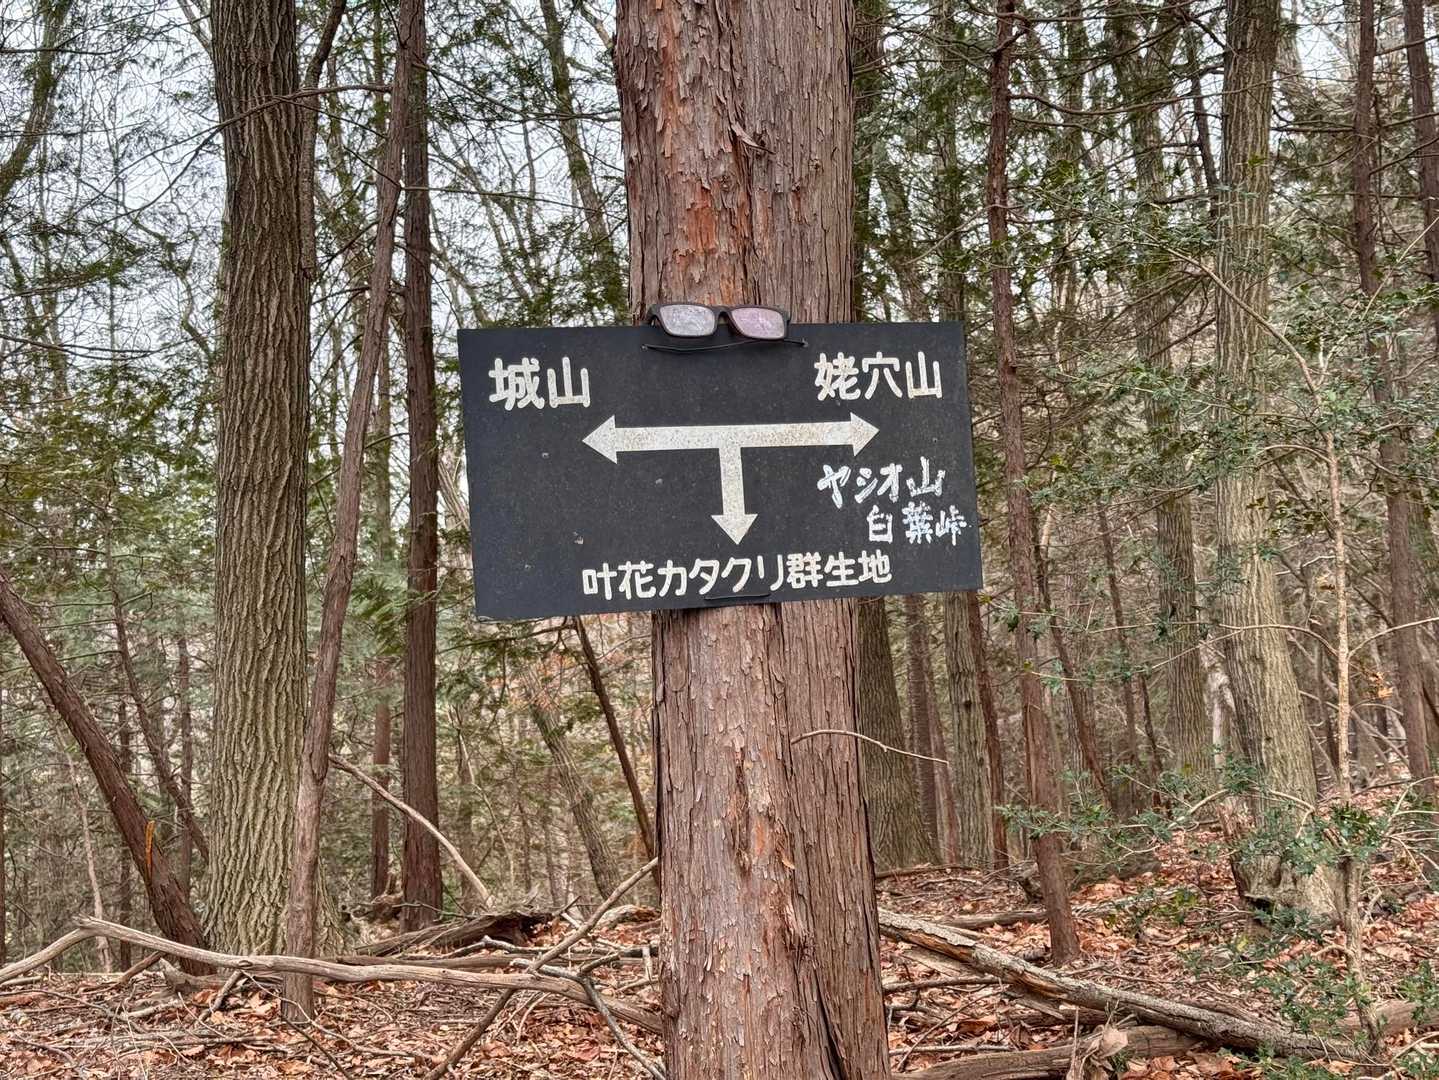 城山
姥穴山
ヤシオ山
白葉峠
叶花カタクリ群生地